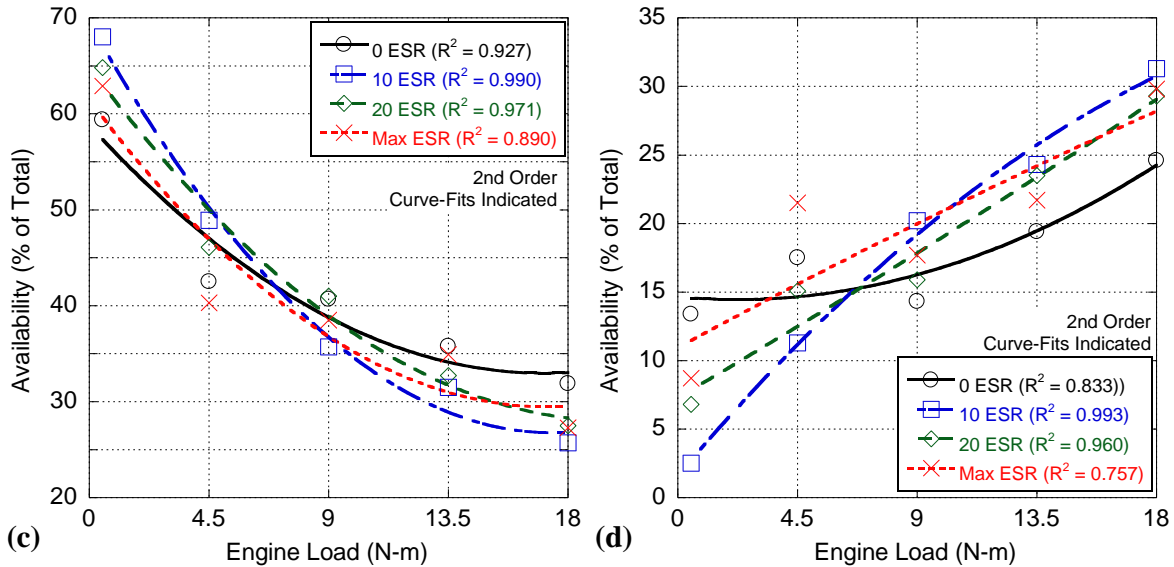 70
60
50
40
30
20
Availability (% of Total)
0 ESR (R² = 0.927)
10 ESR (R² = 0.990)
20 ESR (R² = 0.971)
Max ESR (R² = 0.890)
2nd Order
Curve-Fits Indicated
0
4.5
9
13.5
18
Engine Load (N-m)
(c)
35
30
25
20
15
10
5
0
Availability (% of Total)
2nd Order
Curve-Fits Indicated
0 ESR (R² = 0.833))
10 ESR (R² = 0.993)
20 ESR (R² = 0.960)
Max ESR (R² = 0.757)
0
4.5
9
13.5
18
Engine Load (N-m)
(d)